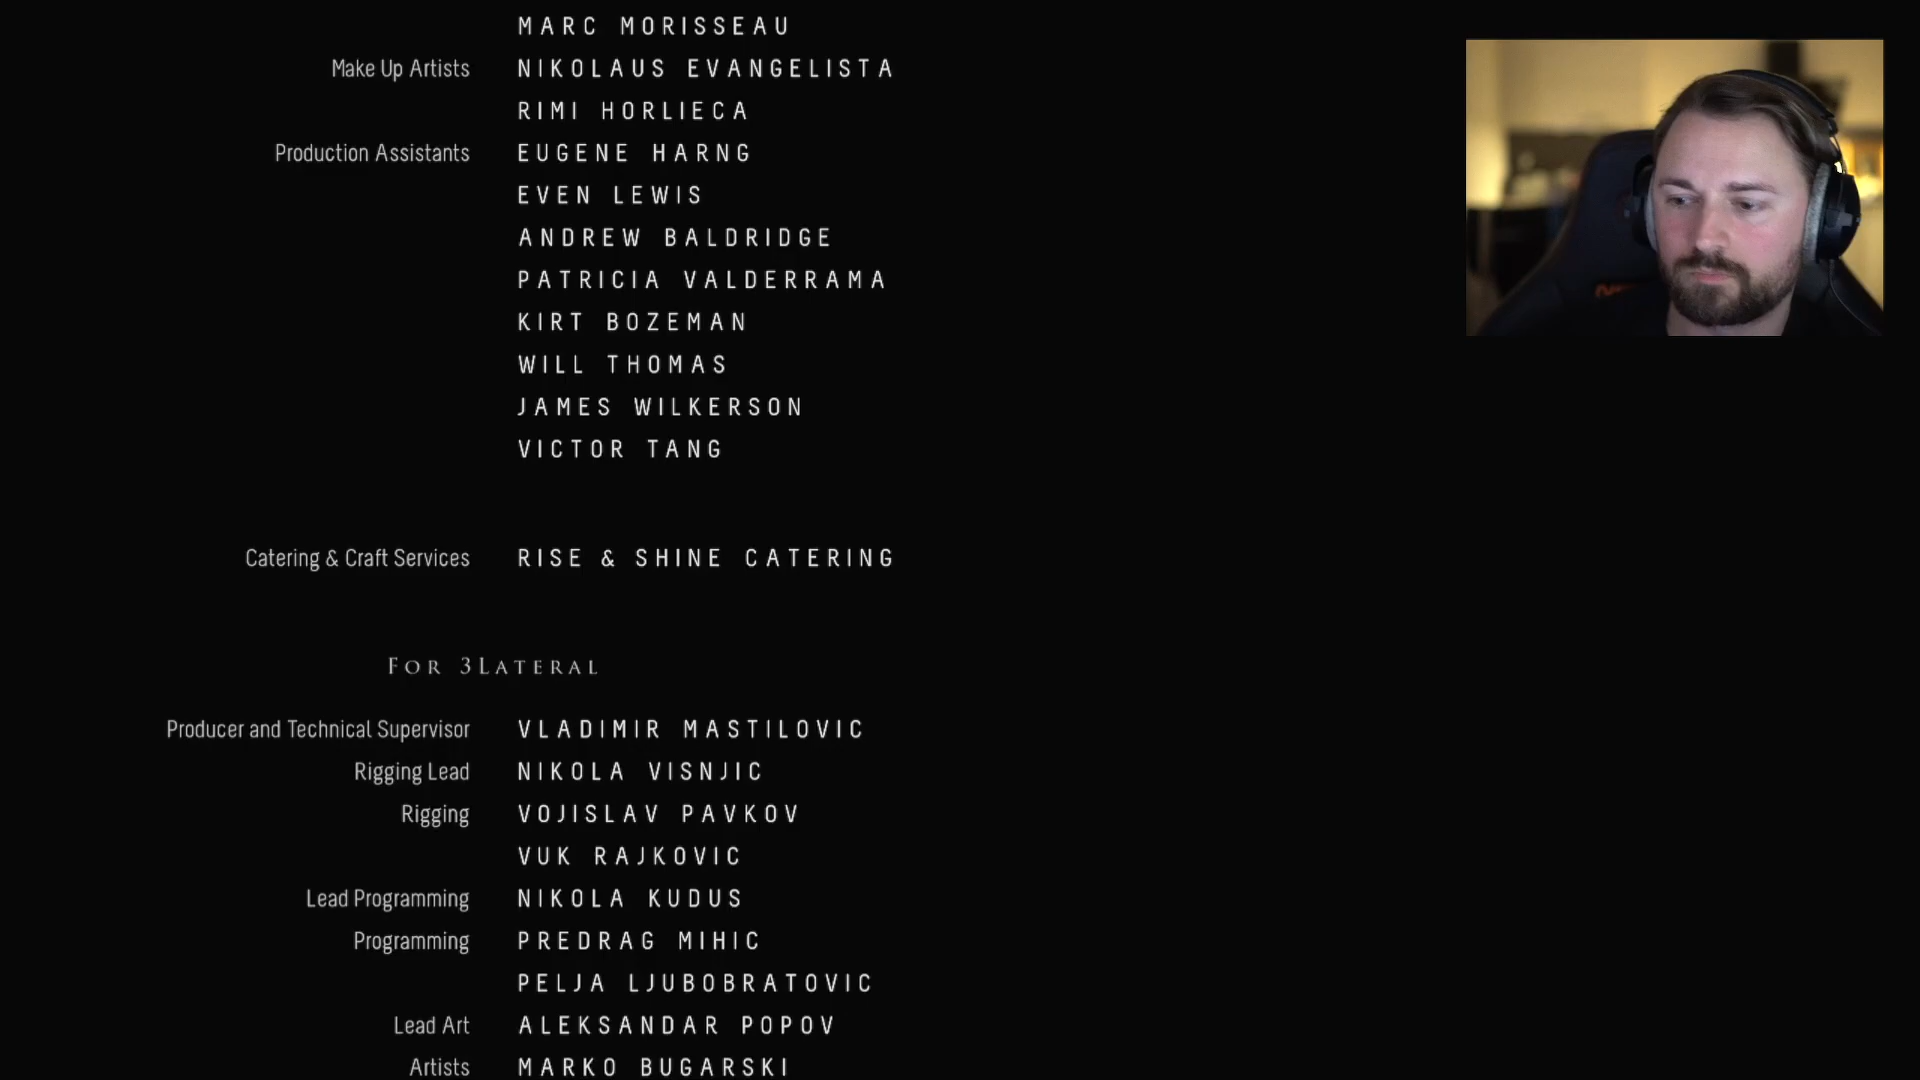 MARC MORISSEAU
Make Up Artists NIKOLAUS EVANGELISTA
RIMI HORLIECA
Production Assistants EUGENE HARNG
EVEN LEWIS
ANDREW BALDRIDGE
PATRICIA VALDERRAMA
KIRT BOZEMAN
WILL THOMAS
JAMES WILKERSON
VICTOR TANG
Catering & Craft Services RISE & SHINE CATERING
FOR 3LATERAL
Producer and Technical Supervisor VLADIMIR MASTILOVIC
Rigging Lead NIKOLA VISNJIC
Rigging VOJISLAV PAVKOV
VUK RAJKOVIC
Lead Programming NIKOLA KUDUS
Programming PREDRAG MIHIC
PELJA LJUBOBRATOVIC
Lead Art ALEKSANDAR POPOV
Artists MARKO BUGARSKI